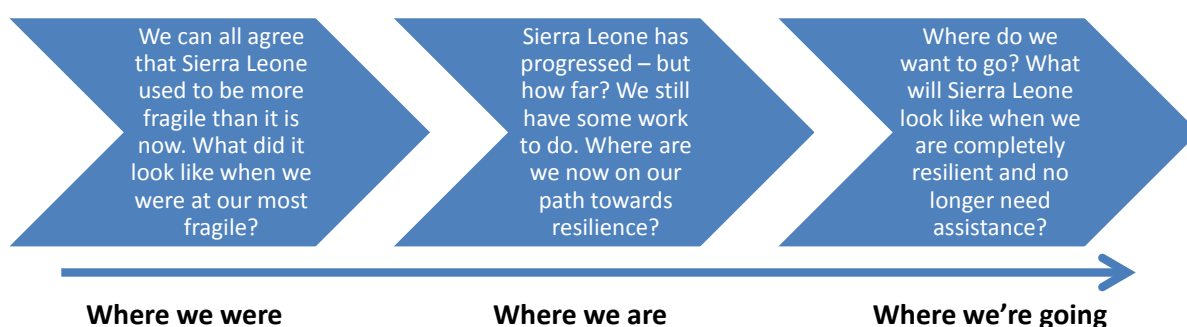 We can all agree
that Sierra Leone
used to be more
fragile than it is
now. What did it
look like when we
were at our most
fragile?
Sierra Leone has
progressed – but
how far? We still
have some work
to do. Where are
we now on our
path towards
resilience?
Where do we
want to go? What
will Sierra Leone
look like when we
are completely
resilient and no
longer need
assistance?
Where we were
Where we are
Where we're going